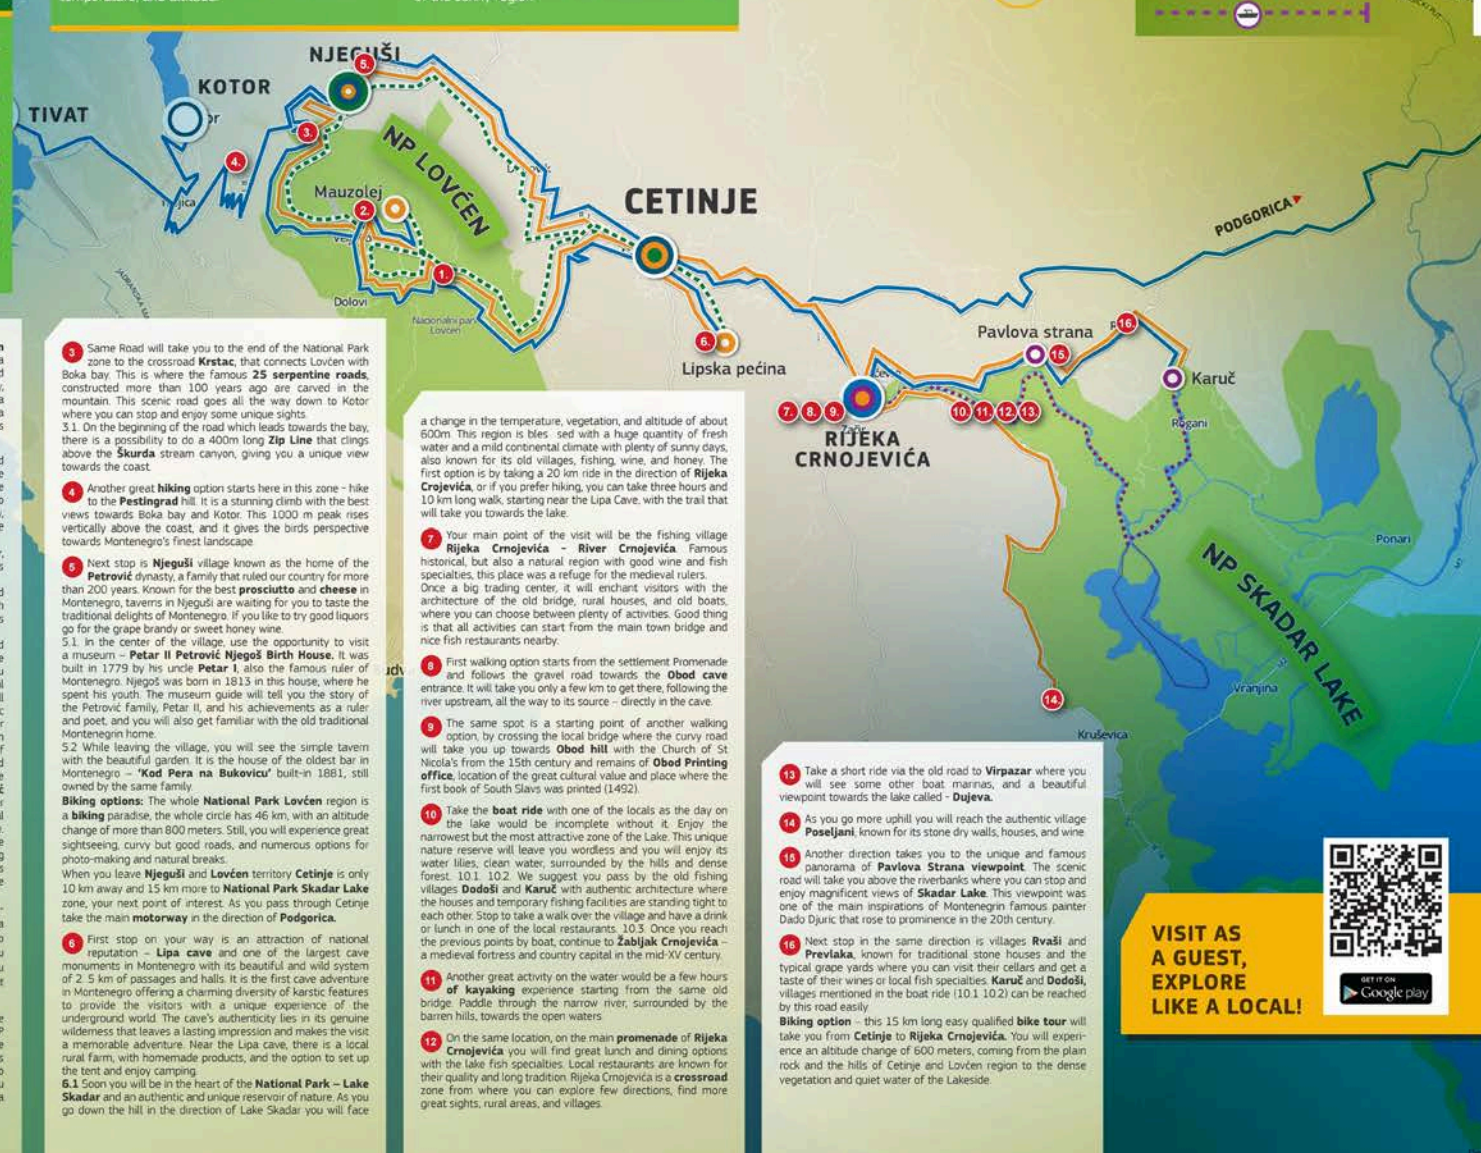 NJEGUŠI
5.
KOTOR
TIVAT
3.
4.
NP LOVĆEN
Mauzolej
2.
CETINJE
PODGORICA
1.
Dolovi
Nacionalni park
Lovćen
6.
Lipska pećina
Pavlova strana
15.
16.
Karuč
7. 8. 9.
10. 11. 12. 13.
RIJEKA
CRNOJEVIĆA
Rogani
Ponari
NP SKADAR LAKE
Vranjina
14.
Kruševica
3 Same Road will take you to the end of the National Park
zone to the crossroad Krstac, that connects Lovćen with
Boka bay. This is where the famous 25 serpentine roads,
constructed more than 100 years ago are carved in the
mountain. This scenic road goes all the way down to Kotor
where you can stop and enjoy some unique sights.
3.1. On the beginning of the road which leads towards the bay,
there is a possibility to do a 400m long Zip Line that clings
above the Škurda stream canyon, giving you a unique view
towards the coast.
4 Another great hiking option starts here in this zone - hike
to the Pestingrad hill. It is a stunning climb with the best
views towards Boka bay and Kotor. This 1000 m peak rises
vertically above the coast, and it gives the birds perspective
towards Montenegro's finest landscape.
5 Next stop is Njeguši village known as the home of the
Petrović dynasty, a family that ruled our country for more
than 200 years. Known for the best prosciutto and cheese in
Montenegro, taverns in Njeguši are waiting for you to taste the
traditional delights of Montenegro. If you like to try good liquors
go for the grape brandy or sweet honey wine.
5.1. In the center of the village, use the opportunity to visit
a museum – Petar II Petrović Njegoš Birth House. It was
built in 1779 by his uncle Petar I, also the famous ruler of
Montenegro. Njegoš was born in 1813 in this house, where he
spent his youth. The museum guide will tell you the story of
the Petrović family, Petar II, and his achievements as a ruler
and poet, and you will also get familiar with the old traditional
Montenegrin home.
5.2 While leaving the village, you will see the simple tavern
with the beautiful garden. It is the house of the oldest bar in
Montenegro – 'Kod Pera na Bukovicu' built-in 1881, still
owned by the same family.
Biking options: The whole National Park Lovćen region is
a biking paradise, the whole circle has 46 km, with an altitude
change of more than 800 meters. Still, you will experience great
sightseeing, curvy but good roads, and numerous options for
photo-making and natural breaks.
When you leave Njeguši and Lovćen territory Cetinje is only
10 km away and 15 km more to National Park Skadar Lake
zone, your next point of interest. As you pass through Cetinje
take the main motorway in the direction of Podgorica.
6 First stop on your way is an attraction of national
reputation – Lipa cave and one of the largest cave
monuments in Montenegro with its beautiful and wild system
of 2. 5 km of passages and halls. It is the first cave adventure
in Montenegro offering a charming diversity of karstic features
to provide the visitors with a unique experience of the
underground world. The cave's authenticity lies in its genuine
wilderness that leaves a lasting impression and makes the visit
a memorable adventure. Near the Lipa cave, there is a local
rural farm, with homemade products, and the option to set up
the tent and enjoy camping.
6.1 Soon you will be in the heart of the National Park – Lake
Skadar and an authentic and unique reservoir of nature. As you
go down the hill in the direction of Lake Skadar you will face
a change in the temperature, vegetation, and altitude of about
600m. This region is bles sed with a huge quantity of fresh
water and a mild continental climate with plenty of sunny days,
also known for its old villages, fishing, wine, and honey. The
first option is by taking a 20 km ride in the direction of Rijeka
Crojevića, or if you prefer hiking, you can take three hours and
10 km long walk, starting near the Lipa Cave, with the trail that
will take you towards the lake.
7 Your main point of the visit will be the fishing village
Rijeka Crnojevića - River Crnojevića. Famous
historical, but also a natural region with good wine and fish
specialties, this place was a refuge for the medieval rulers.
Once a big trading center, it will enchant visitors with the
architecture of the old bridge, rural houses, and old boats,
where you can choose between plenty of activities. Good thing
is that all activities can start from the main town bridge and
nice fish restaurants nearby.
8 First walking option starts from the settlement Promenade
and follows the gravel road towards the Obod cave
entrance. It will take you only a few km to get there, following the
river upstream, all the way to its source – directly in the cave.
9 The same spot is a starting point of another walking
option, by crossing the local bridge where the curvy road
will take you up towards Obod hill with the Church of St
Nicola's from the 15th century and remains of Obod Printing
office, location of the great cultural value and place where the
first book of South Slavs was printed (1492).
10 Take the boat ride with one of the locals as the day on
the lake would be incomplete without it. Enjoy the
narrowest but the most attractive zone of the Lake. This unique
nature reserve will leave you wordless and you will enjoy its
water lilies, clean water, surrounded by the hills and dense
forest. 10.1. 10.2. We suggest you pass by the old fishing
villages Dodoši and Karuč with authentic architecture where
the houses and temporary fishing facilities are standing tight to
each other. Stop to take a walk over the village and have a drink
or lunch in one of the local restaurants. 10.3. Once you reach
the previous points by boat, continue to Žabljak Crnojevića –
a medieval fortress and country capital in the mid-XV century.
11 Another great activity on the water would be a few hours
of kayaking experience starting from the same old
bridge. Paddle through the narrow river, surrounded by the
barren hills, towards the open waters.
12 On the same location, on the main promenade of Rijeka
Crnojevića you will find great lunch and dining options
with the lake fish specialties. Local restaurants are known for
their quality and long tradition. Rijeka Crnojevića is a crossroad
zone from where you can explore few directions, find more
great sights, rural areas, and villages.
13 Take a short ride via the old road to Virpazar where you
will see some other boat marinas, and a beautiful
viewpoint towards the lake called - Dujeva.
14 As you go more uphill you will reach the authentic village
Poseljani, known for its stone dry walls, houses, and wine.
15 Another direction takes you to the unique and famous
panorama of Pavlova Strana viewpoint. The scenic
road will take you above the riverbanks where you can stop and
enjoy magnificent views of Skadar Lake. This viewpoint was
one of the main inspirations of Montenegrin famous painter
Dado Djuric that rose to prominence in the 20th century.
16 Next stop in the same direction is villages Rvaši and
Prevlaka, known for traditional stone houses and the
typical grape yards where you can visit their cellars and get a
taste of their wines or local fish specialties. Karuč and Dodoši,
villages mentioned in the boat ride (10.1 10.2) can be reached
by this road easily.
Biking option – this 15 km long easy qualified bike tour will
take you from Cetinje to Rijeka Crnojevića. You will experi-
ence an altitude change of 600 meters, coming from the plain
rock and the hills of Cetinje and Lovćen region to the dense
vegetation and quiet water of the Lakeside.
VISIT AS
A GUEST,
EXPLORE
LIKE A LOCAL!
GET IT ON
Google play